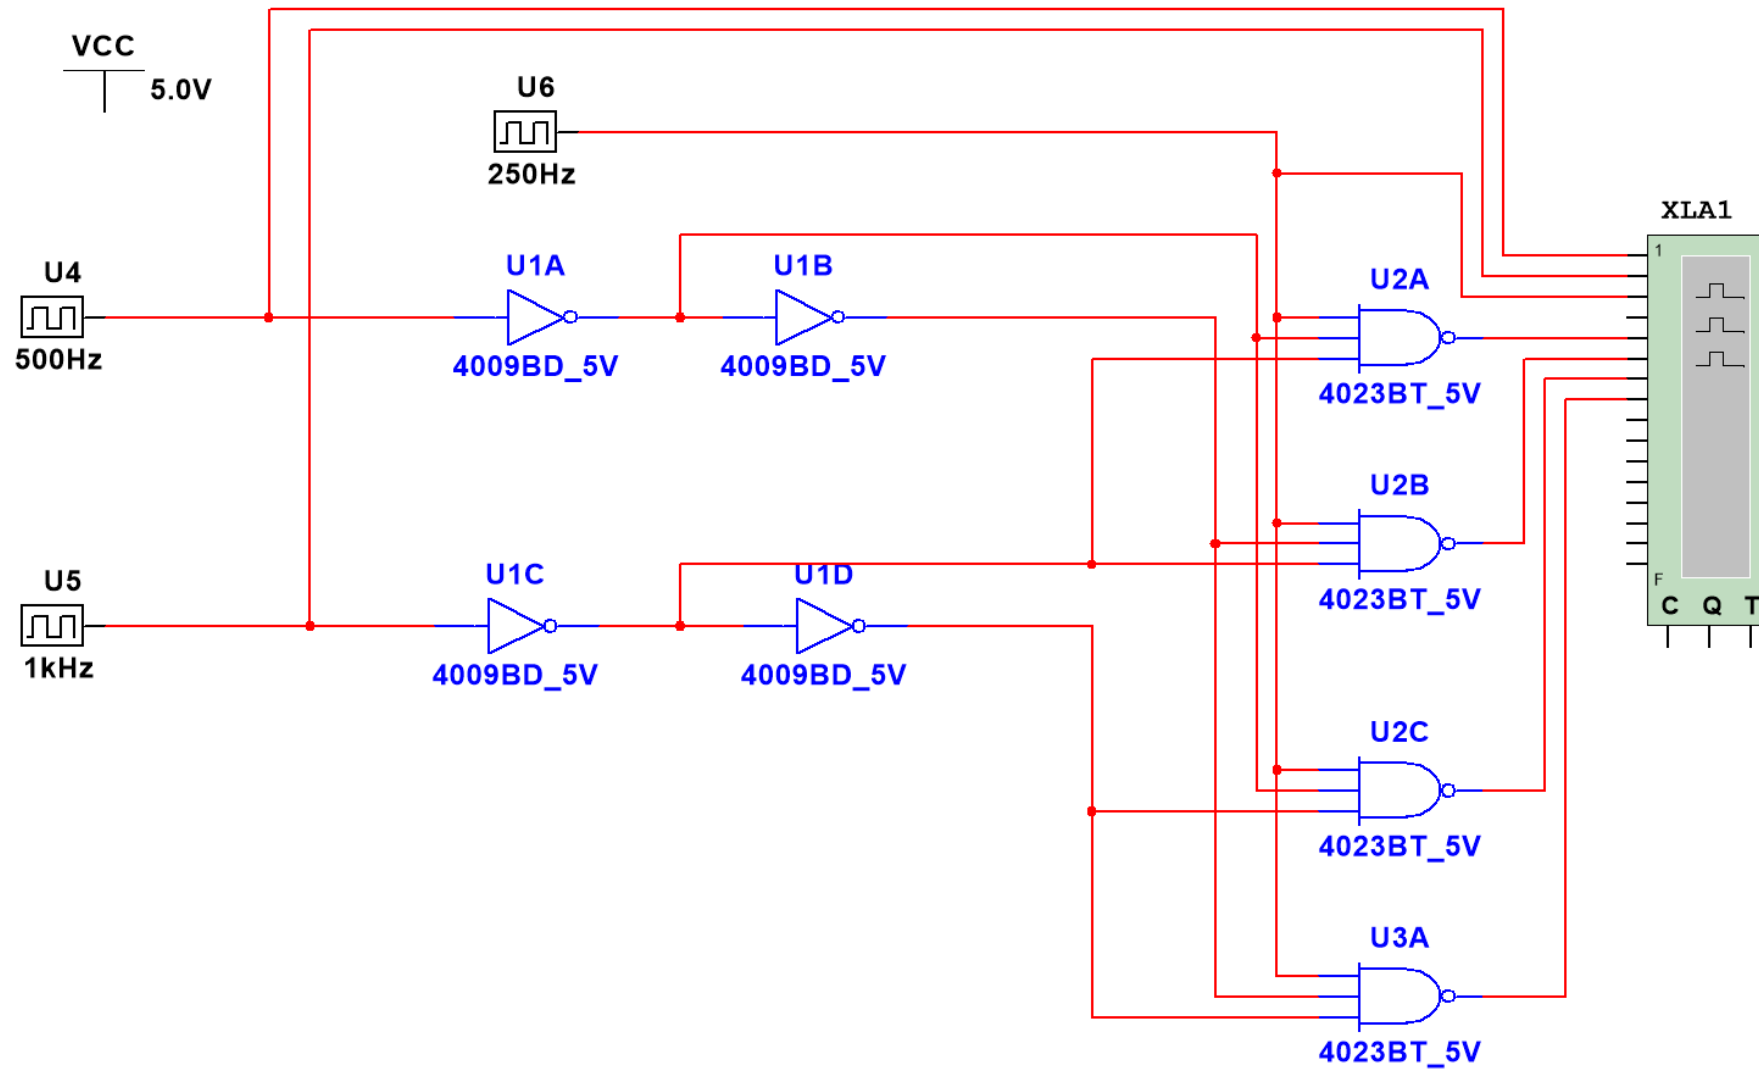 VCC
5.0V
U6
250Hz
XLA1
U4
500Hz
U1A
4009BD_5V
U1B
4009BD_5V
U2A
4023BT_5V
1
U2B
4023BT_5V
F
C Q T
U5
1kHz
U1C
4009BD_5V
U1D
4009BD_5V
U2C
4023BT_5V
U3A
4023BT_5V